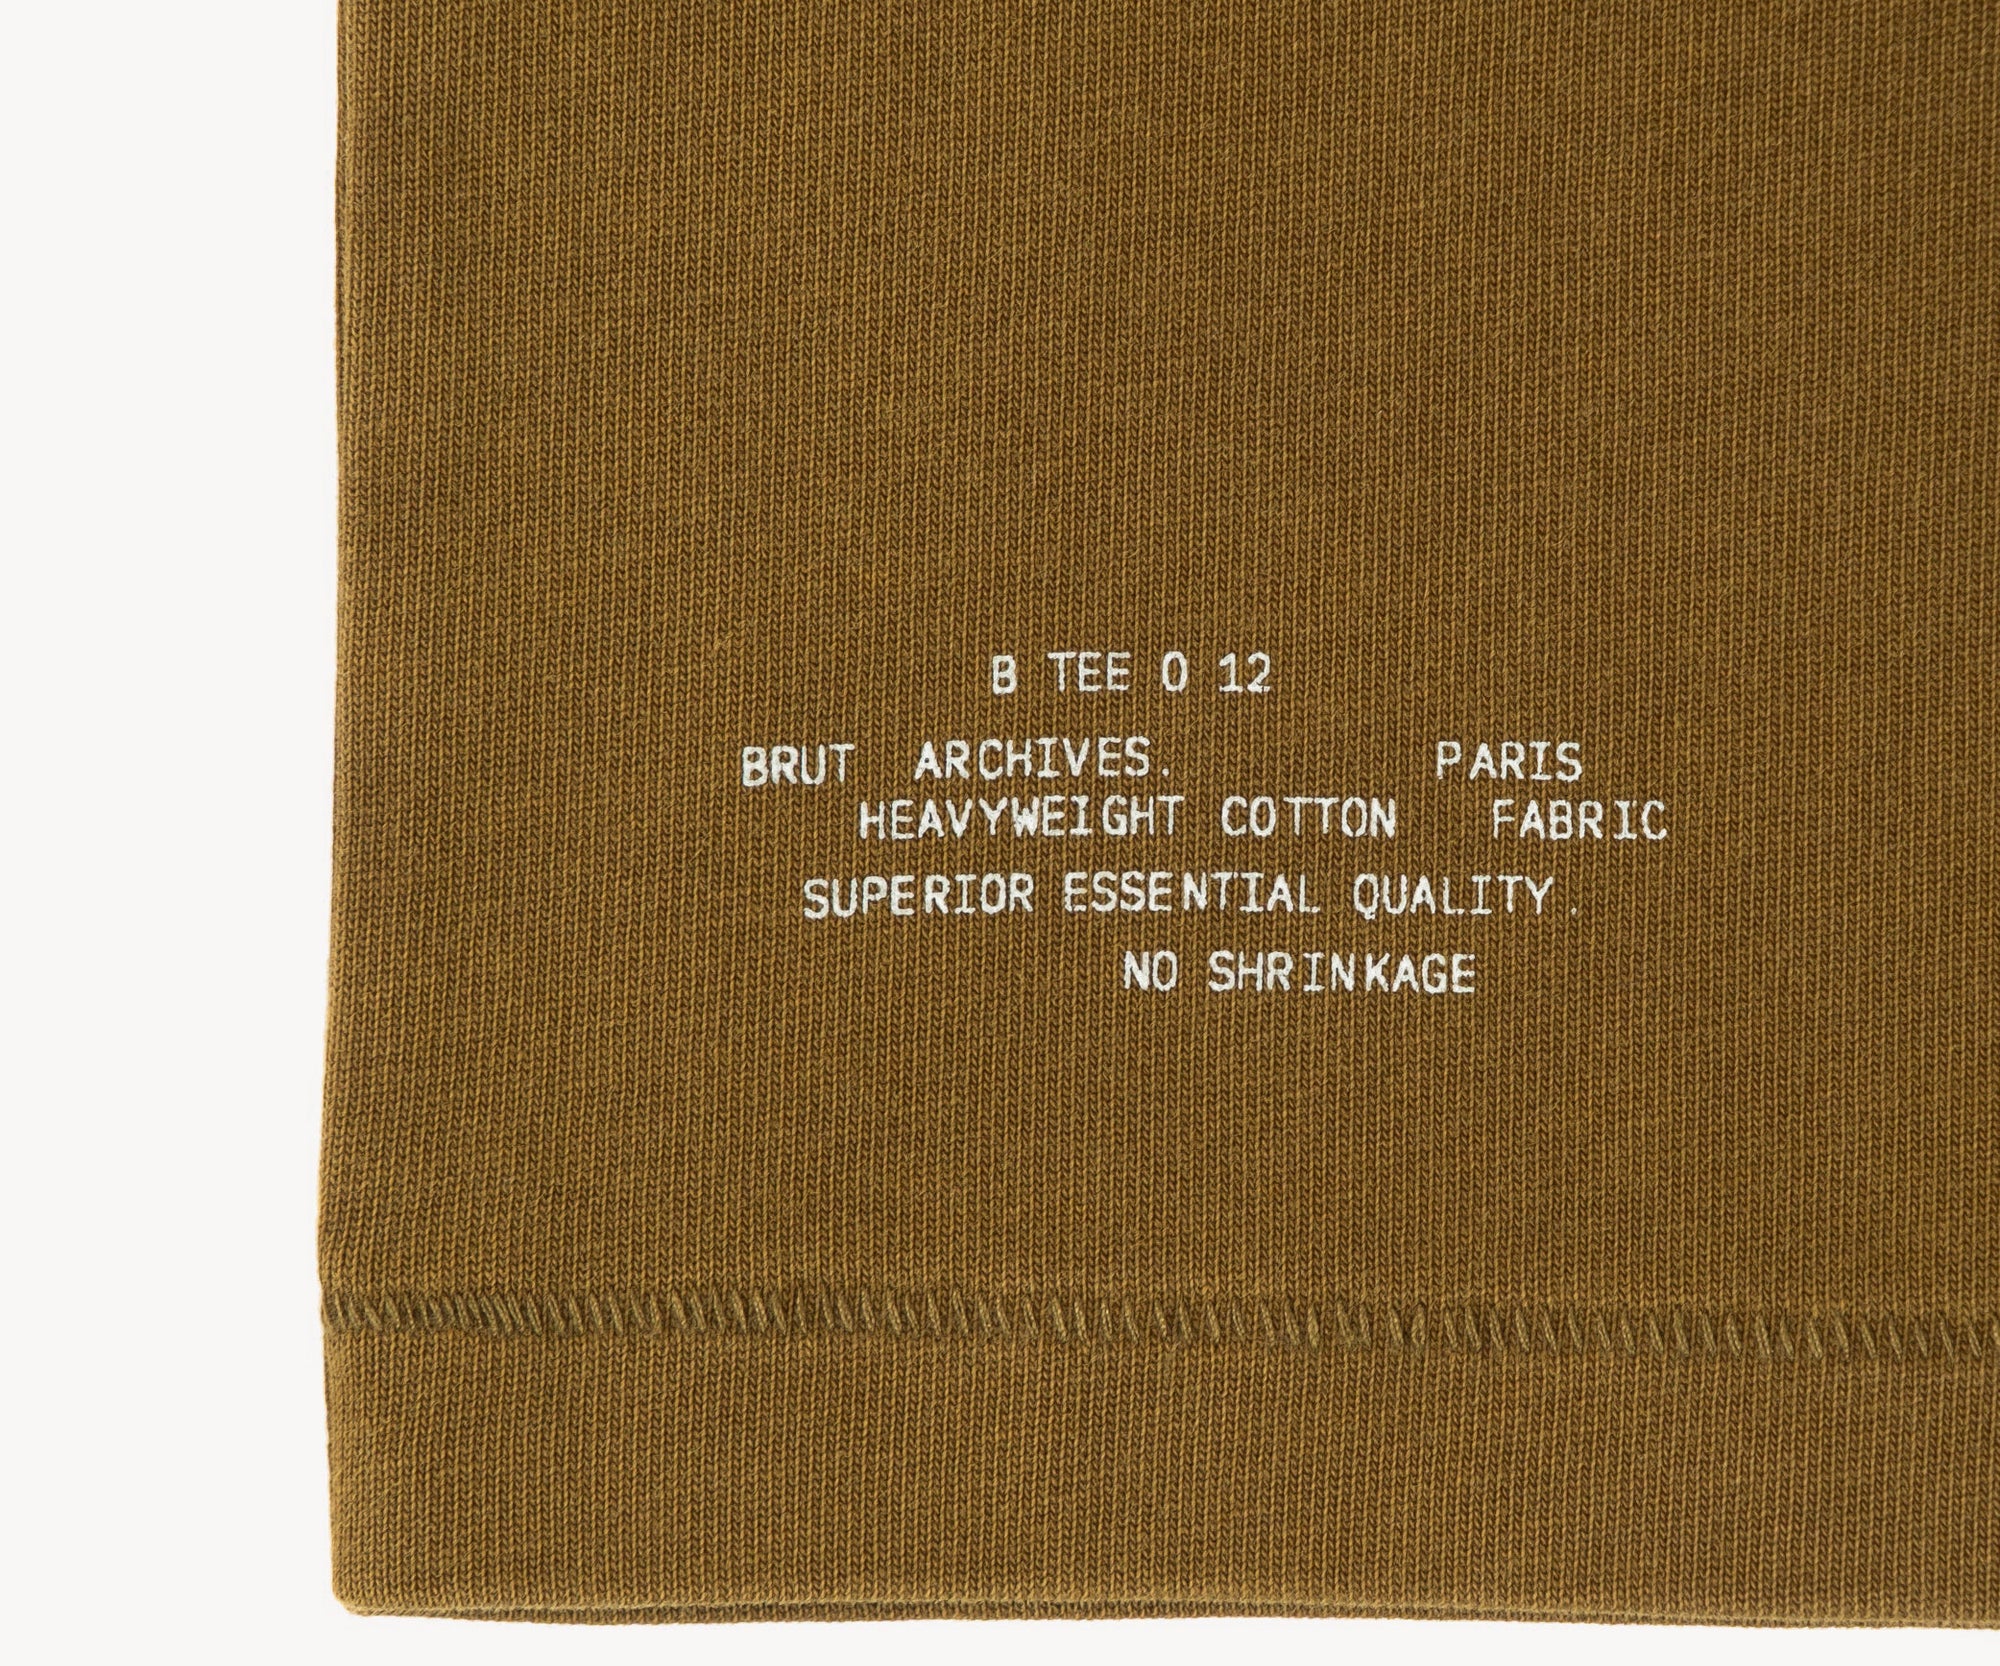 B TEE 0 12
BRUT ARCHIVES. PARIS
HEAVYWEIGHT COTTON FABRIC
SUPERIOR ESSENTIAL QUALITY.
NO SHRINKAGE